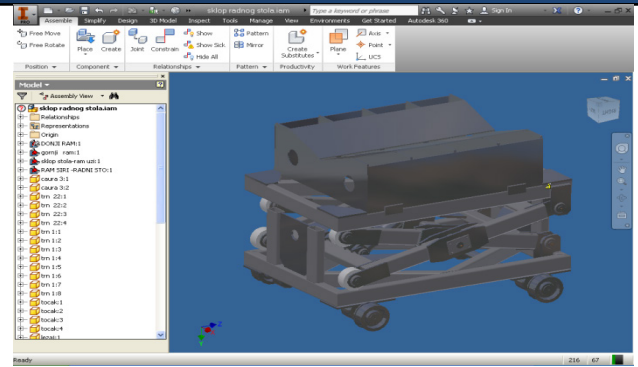 PRO
sklop radnog stola.iam
Type a keyword or phrase
Sign In
Assemble Simplify Design 3D Model Inspect Tools Manage View Environments Get Started Autodesk 360
Free Move
Free Rotate
Place Create
Joint Constrain
Show
Show Sick
Hide All
Pattern
Mirror
Create Substitutes
Plane
Axis
Point
UCS
Position Component Relationships Pattern Productivity Work Features
Model
Assembly View
sklop radnog stola.iam
Relationships
Representations
Origin
DONJI RAM:1
gornji ram:1
sklop stola-ram uzi:1
RAM SIRI -RADNI STO:1
caura 3:1
caura 3:2
trn 22:1
trn 22:2
trn 22:3
trn 22:4
trn 1:1
trn 1:2
trn 1:3
trn 1:4
trn 1:5
trn 1:6
trn 1:7
trn 1:8
tocak:1
tocak:2
tocak:3
tocak:4
lezaj:1
Z
Y
Ready
216 67